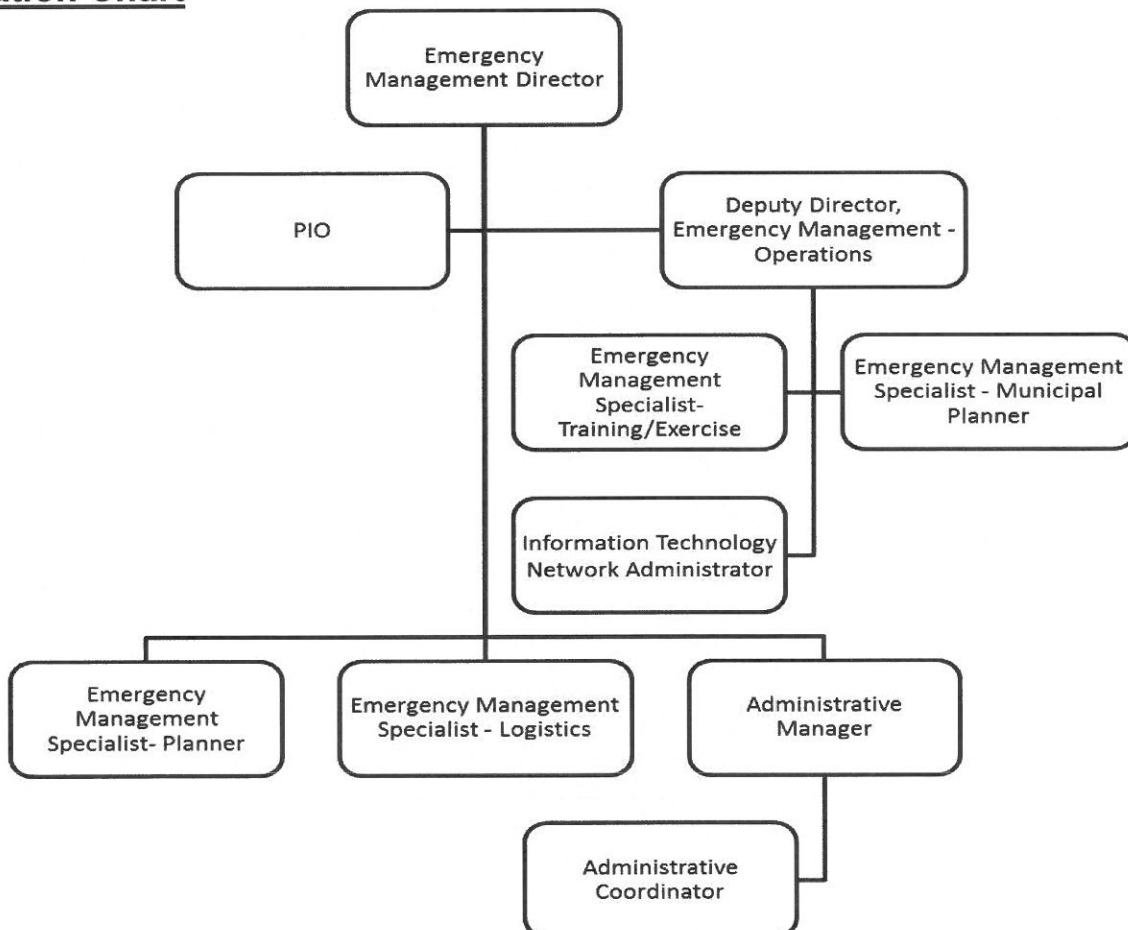 Chart
Emergency
Management Director
PIO
Deputy Director,
Emergency Management -
Operations
Emergency
Management
Specialist-
Training/Exercise
Emergency Management
Specialist - Municipal
Planner
Information Technology
Network Administrator
Emergency
Management
Specialist- Planner
Emergency Management
Specialist - Logistics
Administrative
Manager
Administrative
Coordinator